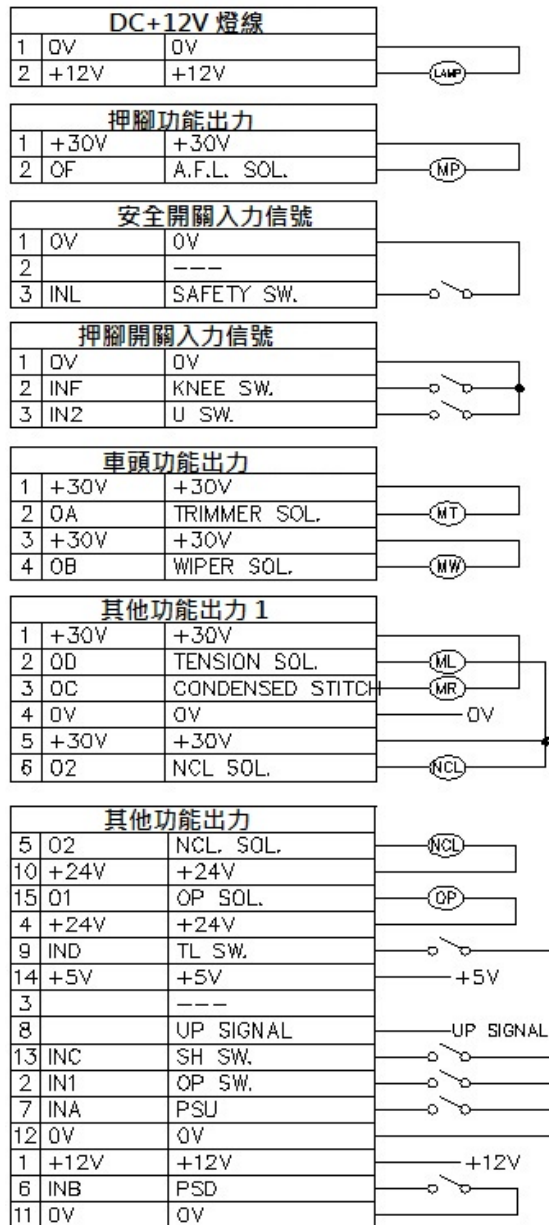 DC+12V 燈線
1 0V 0V
2 +12V +12V LAMP
押腳功能出力
1 +30V +30V
2 OF A.F.L. SOL. MP
安全開關入力信號
1 0V 0V
2 ---
3 INL SAFETY SW.
押腳開關入力信號
1 0V 0V
2 INF KNEE SW.
3 IN2 U SW.
車頭功能出力
1 +30V +30V
2 OA TRIMMER SOL. MT
3 +30V +30V
4 OB WIPER SOL. MW
其他功能出力 1
1 +30V +30V
2 OD TENSION SOL. ML
3 OC CONDENSED STITCH MR
4 0V 0V 0V
5 +30V +30V
6 O2 NCL SOL. NCL
其他功能出力
5 O2 NCL. SOL. NCL
10 +24V +24V
15 O1 OP SOL. OP
4 +24V +24V
9 IND TL SW.
14 +5V +5V +5V
3 ---
8 UP SIGNAL UP SIGNAL
13 INC SH SW.
2 IN1 OP SW.
7 INA PSU
12 0V 0V
1 +12V +12V +12V
6 INB PSD
11 0V 0V